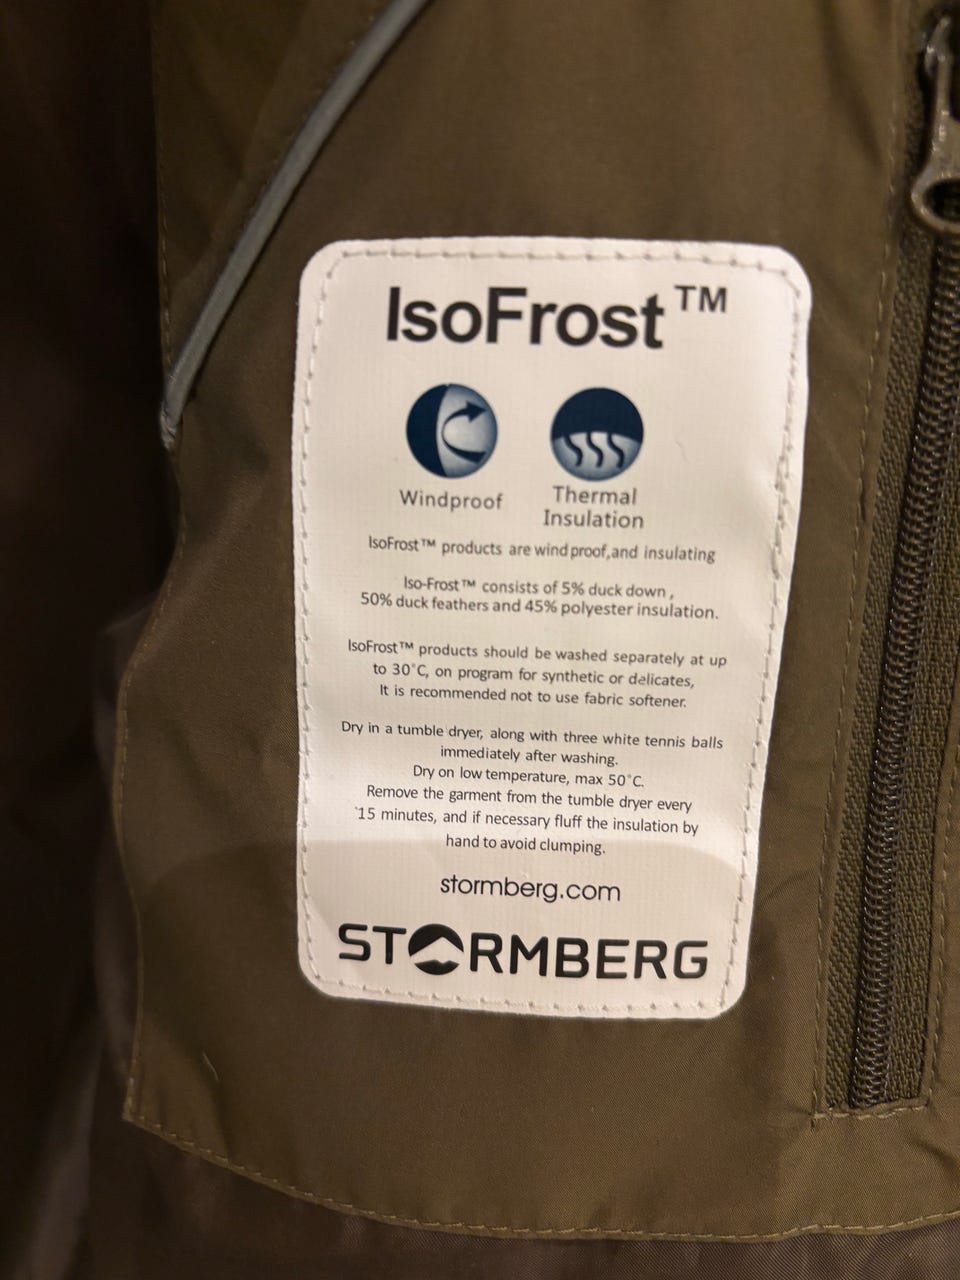 IsoFrost™
Windproof
Thermal
Insulation
IsoFrost™ products are wind proof,and insulating
Iso-Frost™ consists of 5% duck down ,
50% duck feathers and 45% polyester insulation.
IsoFrost™ products should be washed separately at up
to 30°C, on program for synthetic or delicates,
It is recommended not to use fabric softener.
Dry in a tumble dryer, along with three white tennis balls
immediately after washing.
Dry on low temperature, max 50°C.
Remove the garment from the tumble dryer every
15 minutes, and if necessary fluff the insulation by
hand to avoid clumping.
stormberg.com
STORMBERG